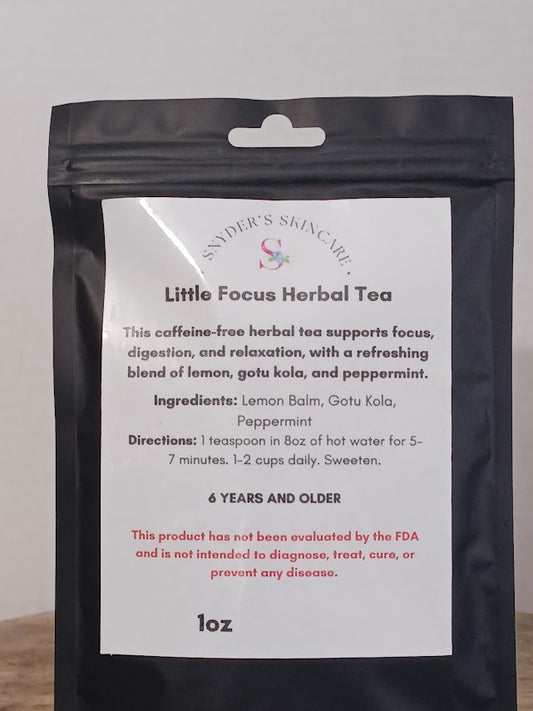 SNYDER'S SKINCARE
S
Little Focus Herbal Tea
This caffeine-free herbal tea supports focus,
digestion, and relaxation, with a refreshing
blend of lemon, gotu kola, and peppermint.
Ingredients: Lemon Balm, Gotu Kola,
Peppermint
Directions: 1 teaspoon in 8oz of hot water for 5-
7 minutes. 1-2 cups daily. Sweeten.
6 YEARS AND OLDER
This product has not been evaluated by the FDA
and is not intended to diagnose, treat, cure, or
prevent any disease.
1oz